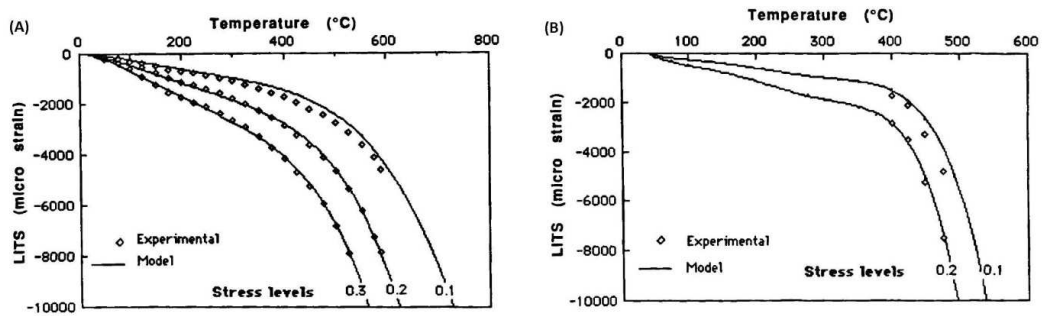 (A)
Temperature (°C)
0 200 400 600 800
0
-2000
-4000
-6000
-8000
-10000
LITS (micro strain)
Experimental
Model
Stress levels
0.3 0.2 0.1
(B)
Temperature (°C)
0 100 200 300 400 500 600
0
-2000
-4000
-6000
-8000
-10000
LITS (micro strain)
Experimental
Model
Stress levels
0.2 0.1